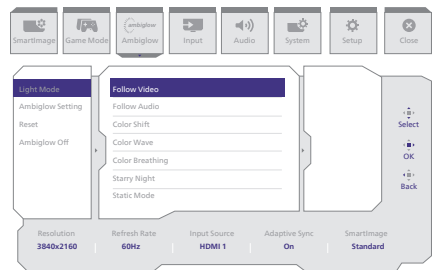 SmartImage Game Mode Ambiglow Input Audio System Setup Close
ambiglow
Light Mode
Ambiglow Setting
Reset
Ambiglow Off
Follow Video
Follow Audio
Color Shift
Color Wave
Color Breathing
Starry Night
Static Mode
Select
OK
Back
Resolution Refresh Rate Input Source Adaptive Sync SmartImage
3840x2160 60Hz HDMI 1 On Standard